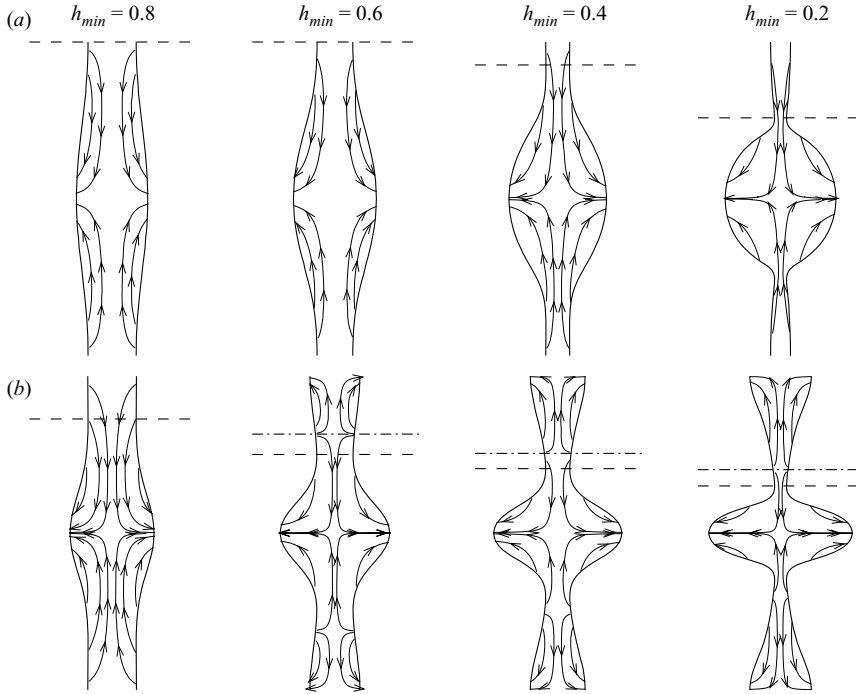 (a)
h_min = 0.8 h_min = 0.6 h_min = 0.4 h_min = 0.2
(b)